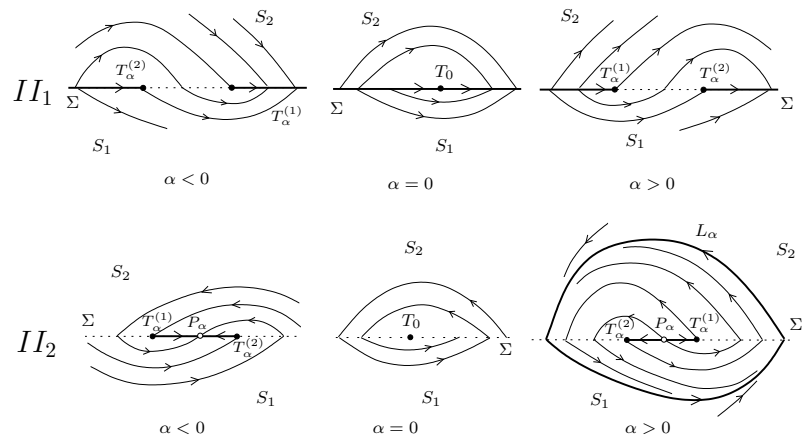 S_2
S_2
S_2
T_α^{(2)}
T_0
T_α^{(1)}
T_α^{(2)}
II_1
Σ
Σ
Σ
T_α^{(1)}
S_1
S_1
S_1
α < 0
α = 0
α > 0
L_α
S_2
S_2
S_2
Σ
T_α^{(1)}
P_α
T_α^{(2)}
T_0
Σ
T_α^{(2)}
P_α
T_α^{(1)}
Σ
II_2
S_1
S_1
S_1
α < 0
α = 0
α > 0